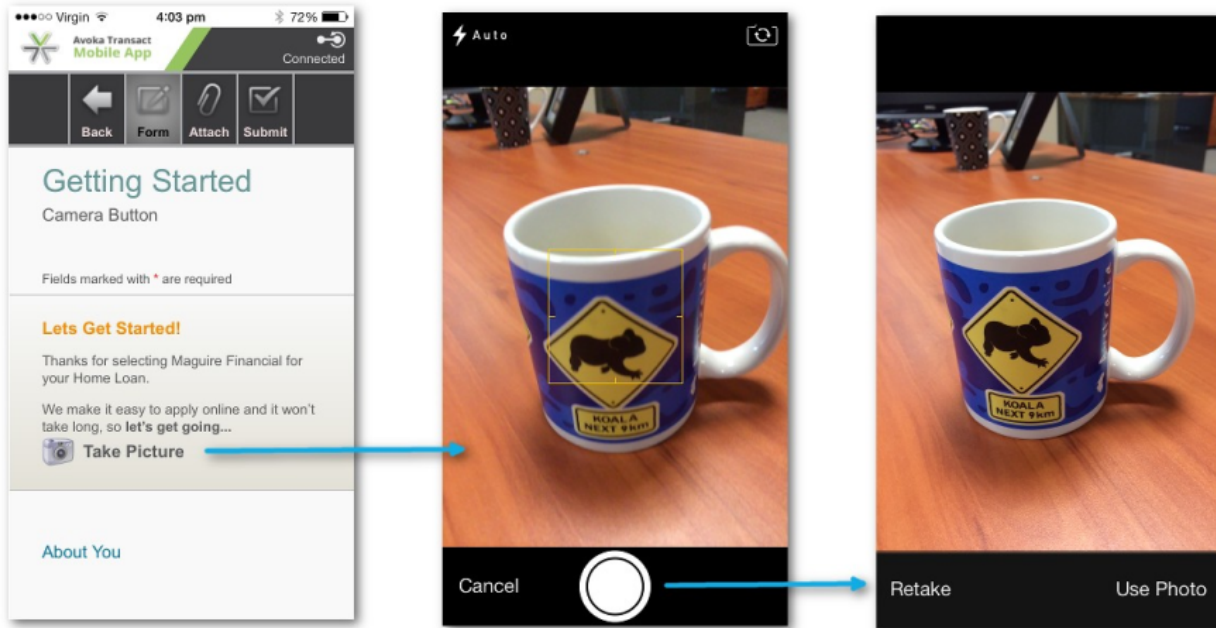 Virgin 4:03 pm 72%
Avoka Transact
Mobile App
Connected
Back Form Attach Submit
Getting Started
Camera Button
Fields marked with * are required
Lets Get Started!
Thanks for selecting Maguire Financial for
your Home Loan.
We make it easy to apply online and it won't
take long, so let's get going...
Take Picture
About You
Auto
KOALA
NEXT 9km
Cancel
KOALA
NEXT 9km
Retake Use Photo